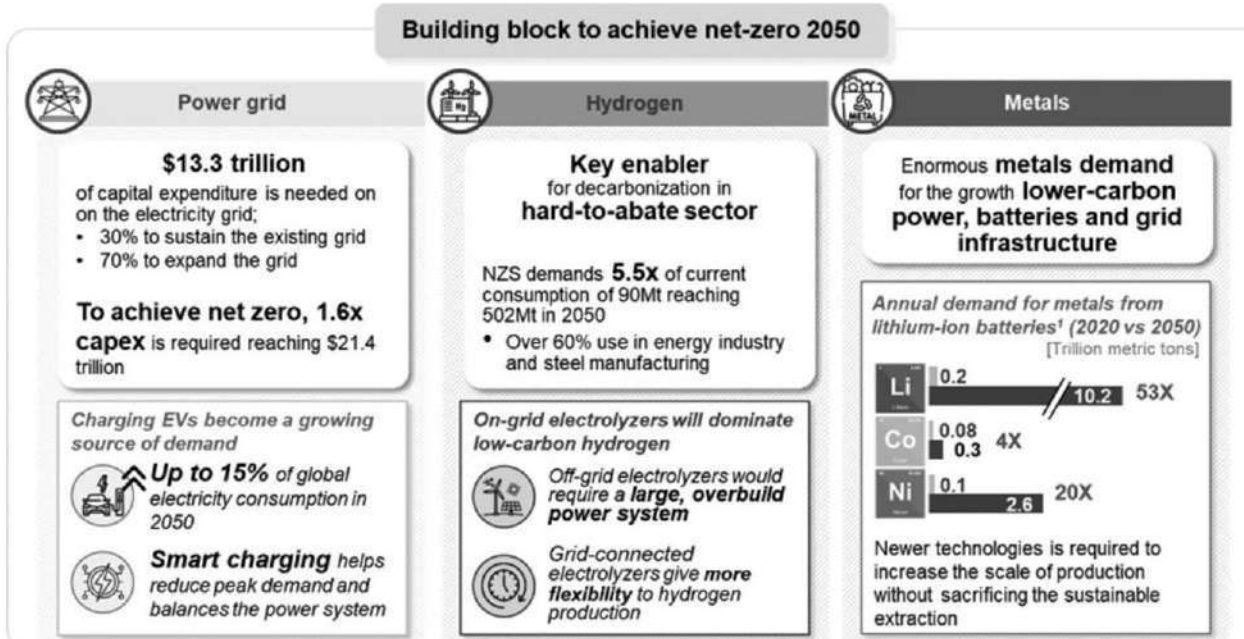 Building block to achieve net-zero 2050
Power grid
$13.3 trillion
of capital expenditure is needed on
on the electricity grid;
• 30% to sustain the existing grid
• 70% to expand the grid
To achieve net zero, 1.6x
capex is required reaching $21.4
trillion
Charging EVs become a growing
source of demand
Up to 15% of global
electricity consumption in
2050
Smart charging helps
reduce peak demand and
balances the power system
Hydrogen
Key enabler
for decarbonization in
hard-to-abate sector
NZS demands 5.5x of current
consumption of 90Mt reaching
502Mt in 2050
• Over 60% use in energy industry
and steel manufacturing
On-grid electrolyzers will dominate
low-carbon hydrogen
Off-grid electrolyzers would
require a large, overbuild
power system
Grid-connected
electrolyzers give more
flexibility to hydrogen
production
METAL
Metals
Enormous metals demand
for the growth lower-carbon
power, batteries and grid
infrastructure
Annual demand for metals from
lithium-ion batteries¹ (2020 vs 2050)
[Trillion metric tons]
Li
0.2
10.2
53X
Co
0.08
0.3
4X
Ni
0.1
2.6
20X
Newer technologies is required to
increase the scale of production
without sacrificing the sustainable
extraction